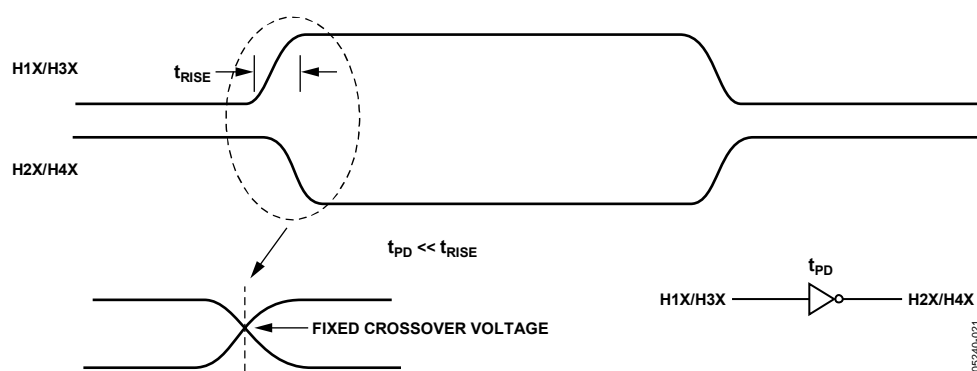 H1X/H3X
tRISE
H2X/H4X
tPD << tRISE
tPD
H1X/H3X
H2X/H4X
FIXED CROSSOVER VOLTAGE
05240-021